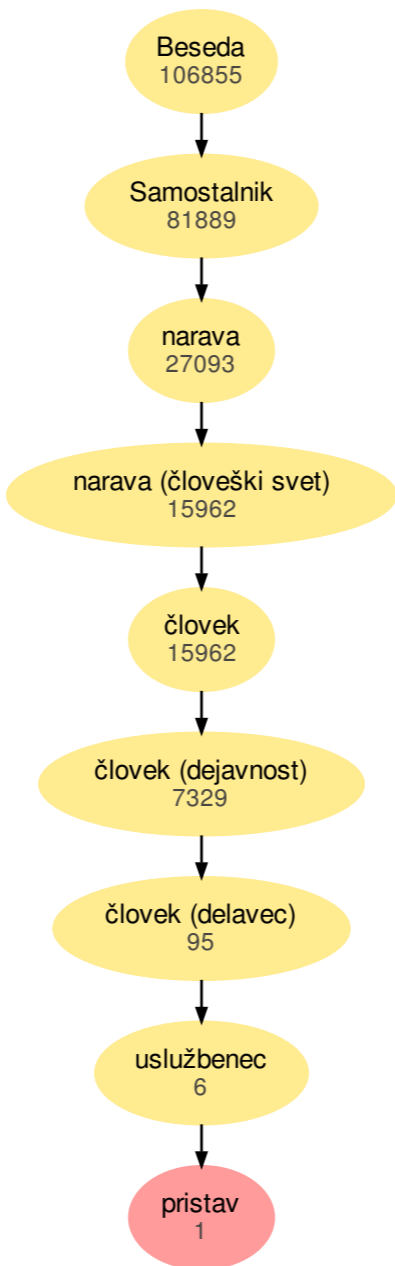 Beseda
106855
Samostalnik
81889
narava
27093
narava (človeški svet)
15962
človek
15962
človek (dejavnost)
7329
človek (delavec)
95
uslužbenec
6
pristav
1